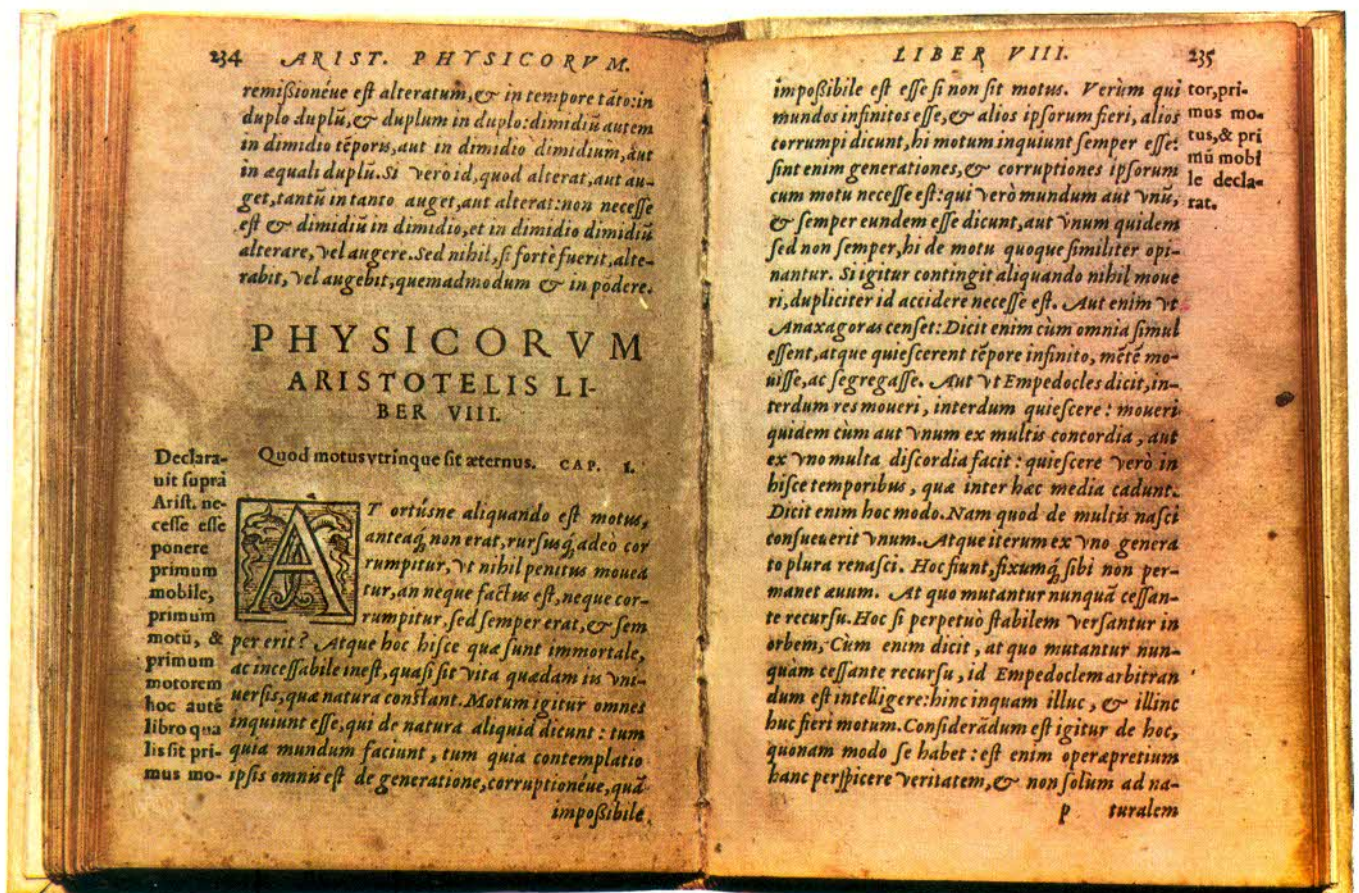 234 ARIST. PHYSICORVM.
remißionéue est alteratum, & in tempore tāto: in
duplo duplū, & duplum in duplo: dimidiū autem
in dimidio tēporis, aut in dimidio dimidium, aut
in æquali duplū. Si verò id, quod alterat, aut au-
get, tantū in tanto auget, aut alterat: non necesse
est & dimidiū in dimidio, et in dimidio dimidiū
alterare, vel augere. Sed nihil, si fortè fuerit, alte-
rabit, vel augebit, quemadmodum & in pōdere.
PHYSICORVM
ARISTOTELIS LI-
BER VIII.
Quod motus vtrinque sit æternus. CAP. I.
Declara-
uit suprà
Arist. ne-
cesse esse
ponere
primum
mobile,
primum
motū, &
primum
motorem
hoc autē
libro qua
lis sit pri-
mus mo-
AT ortúsne aliquando est motus,
anteaq́ue non erat, rursusq́ue adeò cor
rumpitur, vt nihil penitus mouea
tur, an neque factus est, neque cor-
rumpitur, sed semper erat, & sem
per erit? Atque hoc hisce quæ sunt immortale,
ac incessabile inest, quasi sit vita quædam iis vni-
uersis, quæ natura constant. Motum igitur omnes
inquiunt esse, qui de natura aliquid dicunt: tum
quia mundum faciunt, tum quia contemplatio
ipsis omnis est de generatione, corruptionéue, quā
impoßibile
LIBER VIII. 235
impoßibile est esse si non sit motus. Verùm qui
mundos infinitos esse, & alios ipsorum fieri, alios
corrumpi dicunt, hi motum inquiunt semper esse:
sint enim generationes, & corruptiones ipsorum
cum motu necesse est: qui verò mundum aut vnū,
& semper eundem esse dicunt, aut vnum quidem
sed non semper, hi de motu quoque similiter opi-
nantur. Si igitur contingit aliquando nihil moue
ri, dupliciter id accidere necesse est. Aut enim vt
Anaxagoras censet: Dicit enim cùm omnia simul
essent, atque quiescerent tēpore infinito, mētē mo-
uisse, ac segregasse. Aut vt Empedocles dicit, in-
terdum res moueri, interdum quiescere: moueri
quidem cùm aut vnum ex multis concordia, aut
ex vno multa discordia facit: quiescere verò in
hisce temporibus, quæ inter hæc media cadunt.
Dicit enim hoc modo. Nam quod de multis nasci
consueuerit vnum. Atque iterum ex vno genera
to plura renasci. Hoc fiunt, fixumq́ue sibi non per-
manet æuum. At quo mutantur nunquā cessan-
te recursu. Hoc si perpetuò stabilem versantur in
orbem, Cùm enim dicit, at quo mutantur nun-
quàm cessante recursu, id Empedoclem arbitran
dum est intelligere: hinc inquam illuc, & illinc
huc fieri motum. Considerādum est igitur de hoc,
quonam modo se habet: est enim operæpretium
hanc perspicere veritatem, & non solùm ad na-
p turalem
tor, pri-
mus mo-
tus, & pri
mū mobi
le decla-
rat.